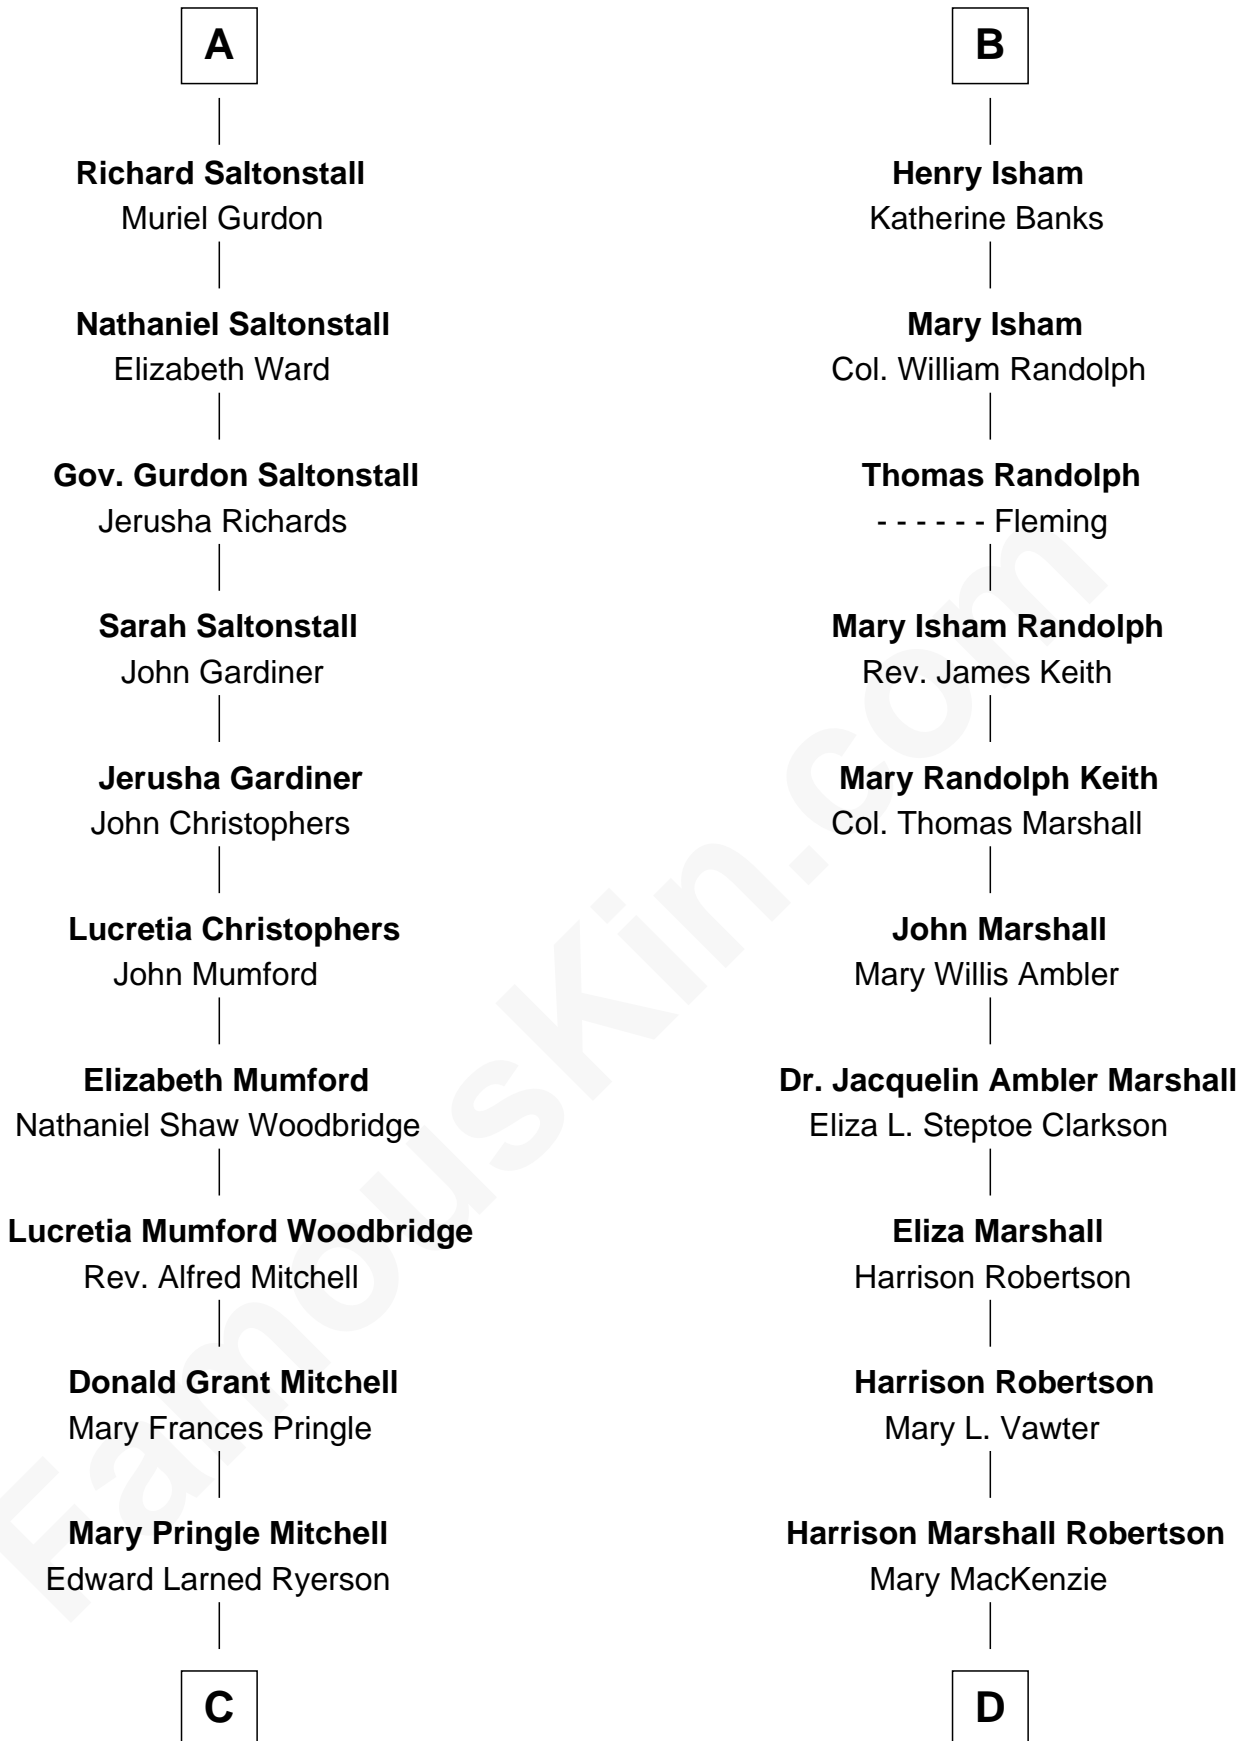 A
Richard Saltonstall
Muriel Gurdon
Nathaniel Saltonstall
Elizabeth Ward
Gov. Gurdon Saltonstall
Jerusha Richards
Sarah Saltonstall
John Gardiner
Jerusha Gardiner
John Christophers
Lucretia Christophers
John Mumford
Elizabeth Mumford
Nathaniel Shaw Woodbridge
Lucretia Mumford Woodbridge
Rev. Alfred Mitchell
Donald Grant Mitchell
Mary Frances Pringle
Mary Pringle Mitchell
Edward Larned Ryerson
C
B
Henry Isham
Katherine Banks
Mary Isham
Col. William Randolph
Thomas Randolph
- - - - - - Fleming
Mary Isham Randolph
Rev. James Keith
Mary Randolph Keith
Col. Thomas Marshall
John Marshall
Mary Willis Ambler
Dr. Jacquelin Ambler Marshall
Eliza L. Steptoe Clarkson
Eliza Marshall
Harrison Robertson
Harrison Robertson
Mary L. Vawter
Harrison Marshall Robertson
Mary MacKenzie
D
FamousKin.com